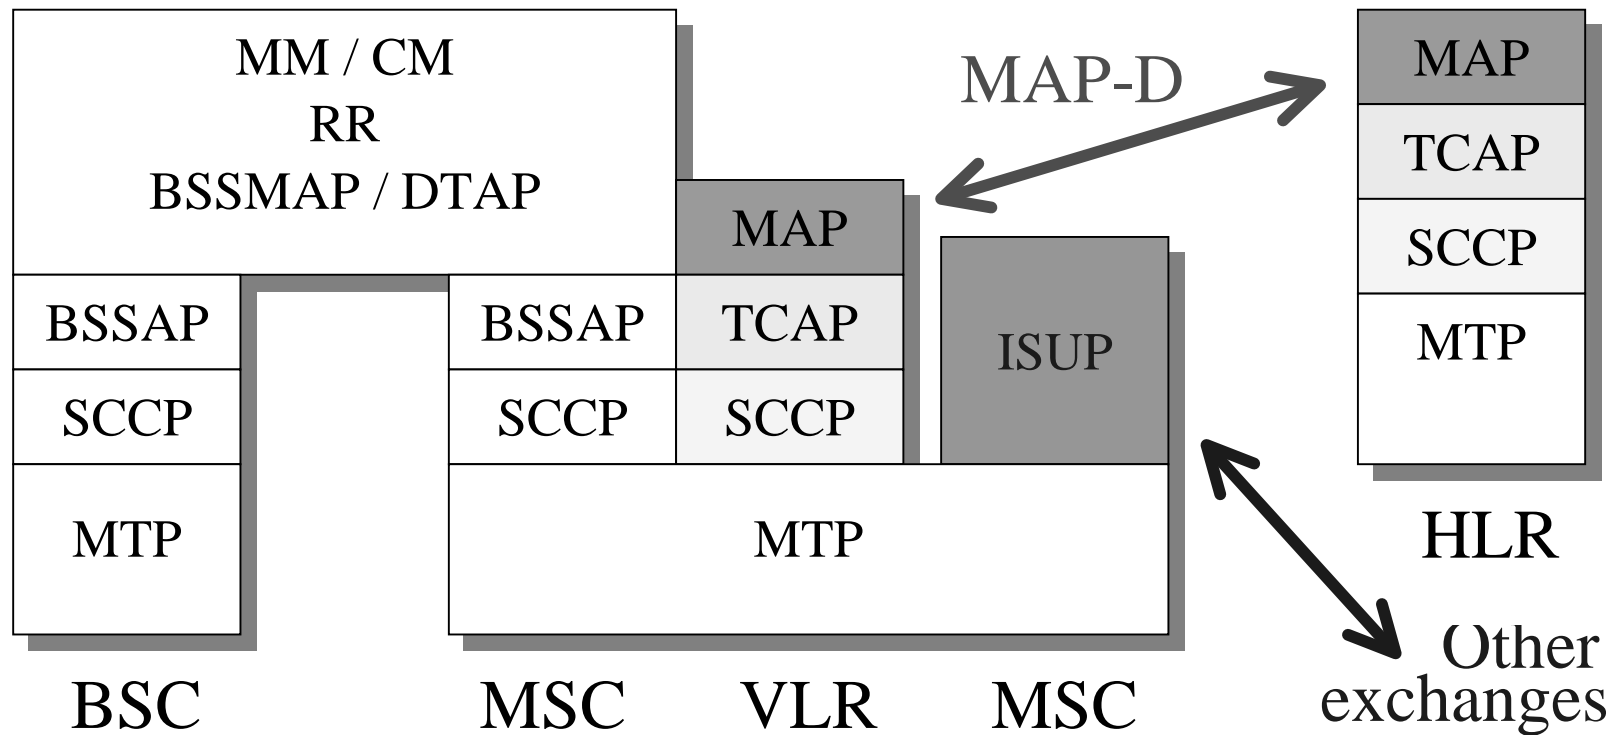 MM / CM
RR
BSSMAP / DTAP
MAP-D
MAP
TCAP
SCCP
MTP
HLR
MAP
BSSAP
BSSAP
TCAP
ISUP
SCCP
SCCP
SCCP
MTP
MTP
BSC
MSC
VLR
MSC
Other
exchanges